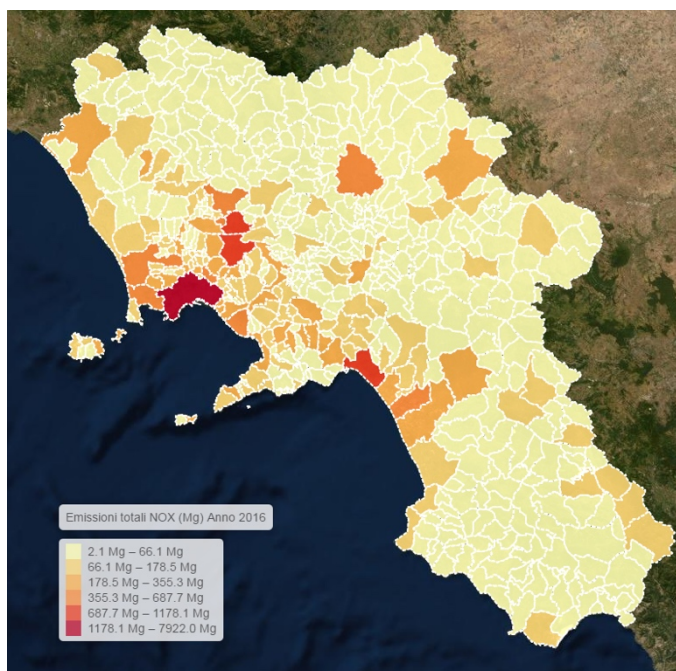 Emissioni totali NOX (Mg) Anno 2016
2.1 Mg – 66.1 Mg
66.1 Mg – 178.5 Mg
178.5 Mg – 355.3 Mg
355.3 Mg – 687.7 Mg
687.7 Mg – 1178.1 Mg
1178.1 Mg – 7922.0 Mg